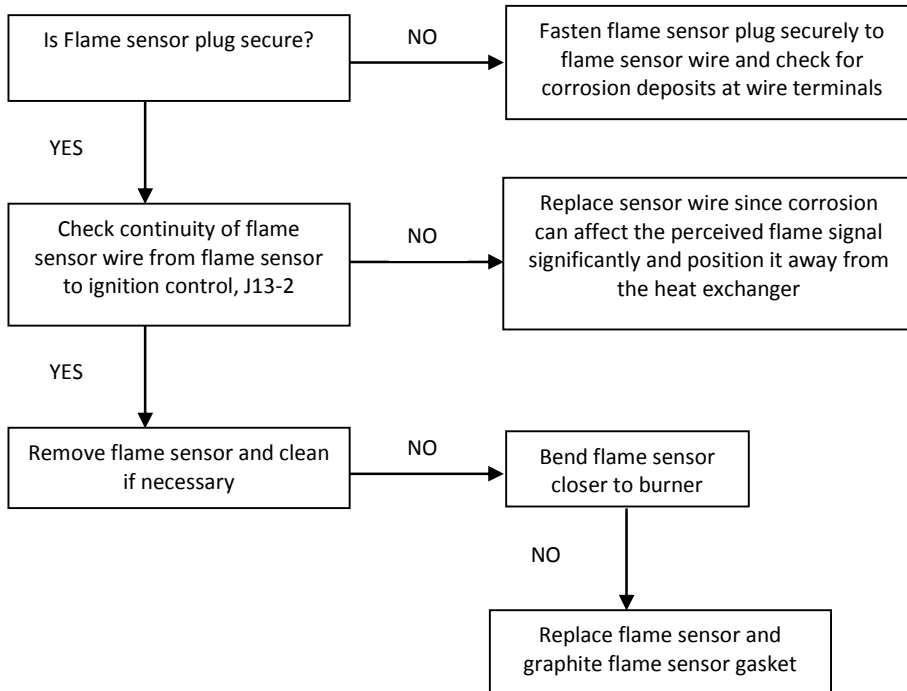 Is Flame sensor plug secure?
NO
Fasten flame sensor plug securely to
flame sensor wire and check for
corrosion deposits at wire terminals
YES
Check continuity of flame
sensor wire from flame sensor
to ignition control, J13-2
NO
Replace sensor wire since corrosion
can affect the perceived flame signal
significantly and position it away from
the heat exchanger
YES
Remove flame sensor and clean
if necessary
NO
Bend flame sensor
closer to burner
NO
Replace flame sensor and
graphite flame sensor gasket